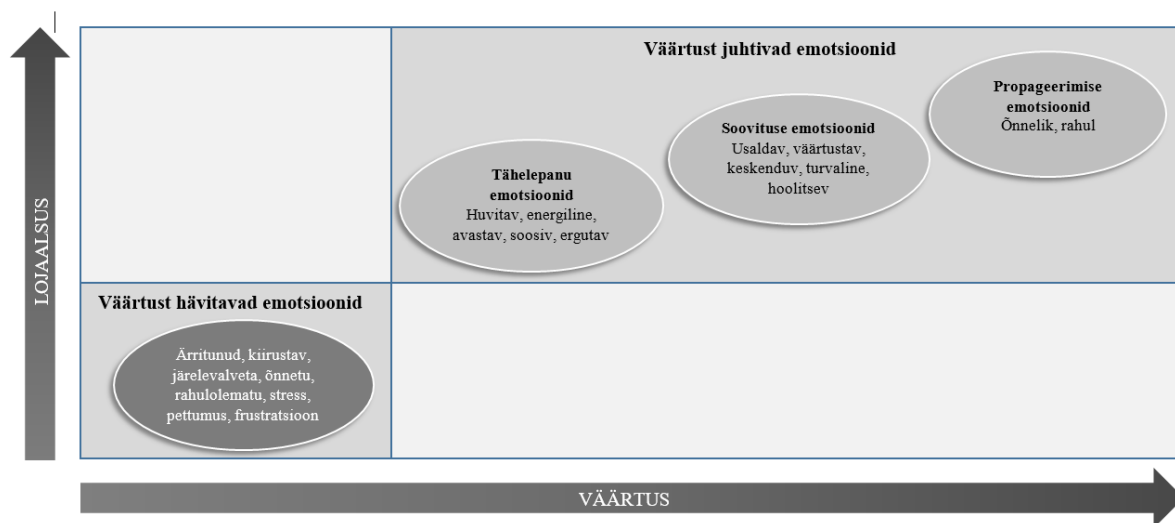 Väärtust juhtivad emotsioonid
Propageerimise
emotsioonid
Õnnelik, rahul
Soovituse emotsioonid
Usaldav, väärtustav,
keskenduv, turvaline,
hoolitsev
Tähelepanu
emotsioonid
Huvitav, energiline,
avastav, soosiv, ergutav
LOJAALSUS
Väärtust hävitavad emotsioonid
Ärritunud, kiirustav,
järelevalveta, õnnetu,
rahulolematu, stress,
pettumus, frustratsioon
VÄÄRTUS